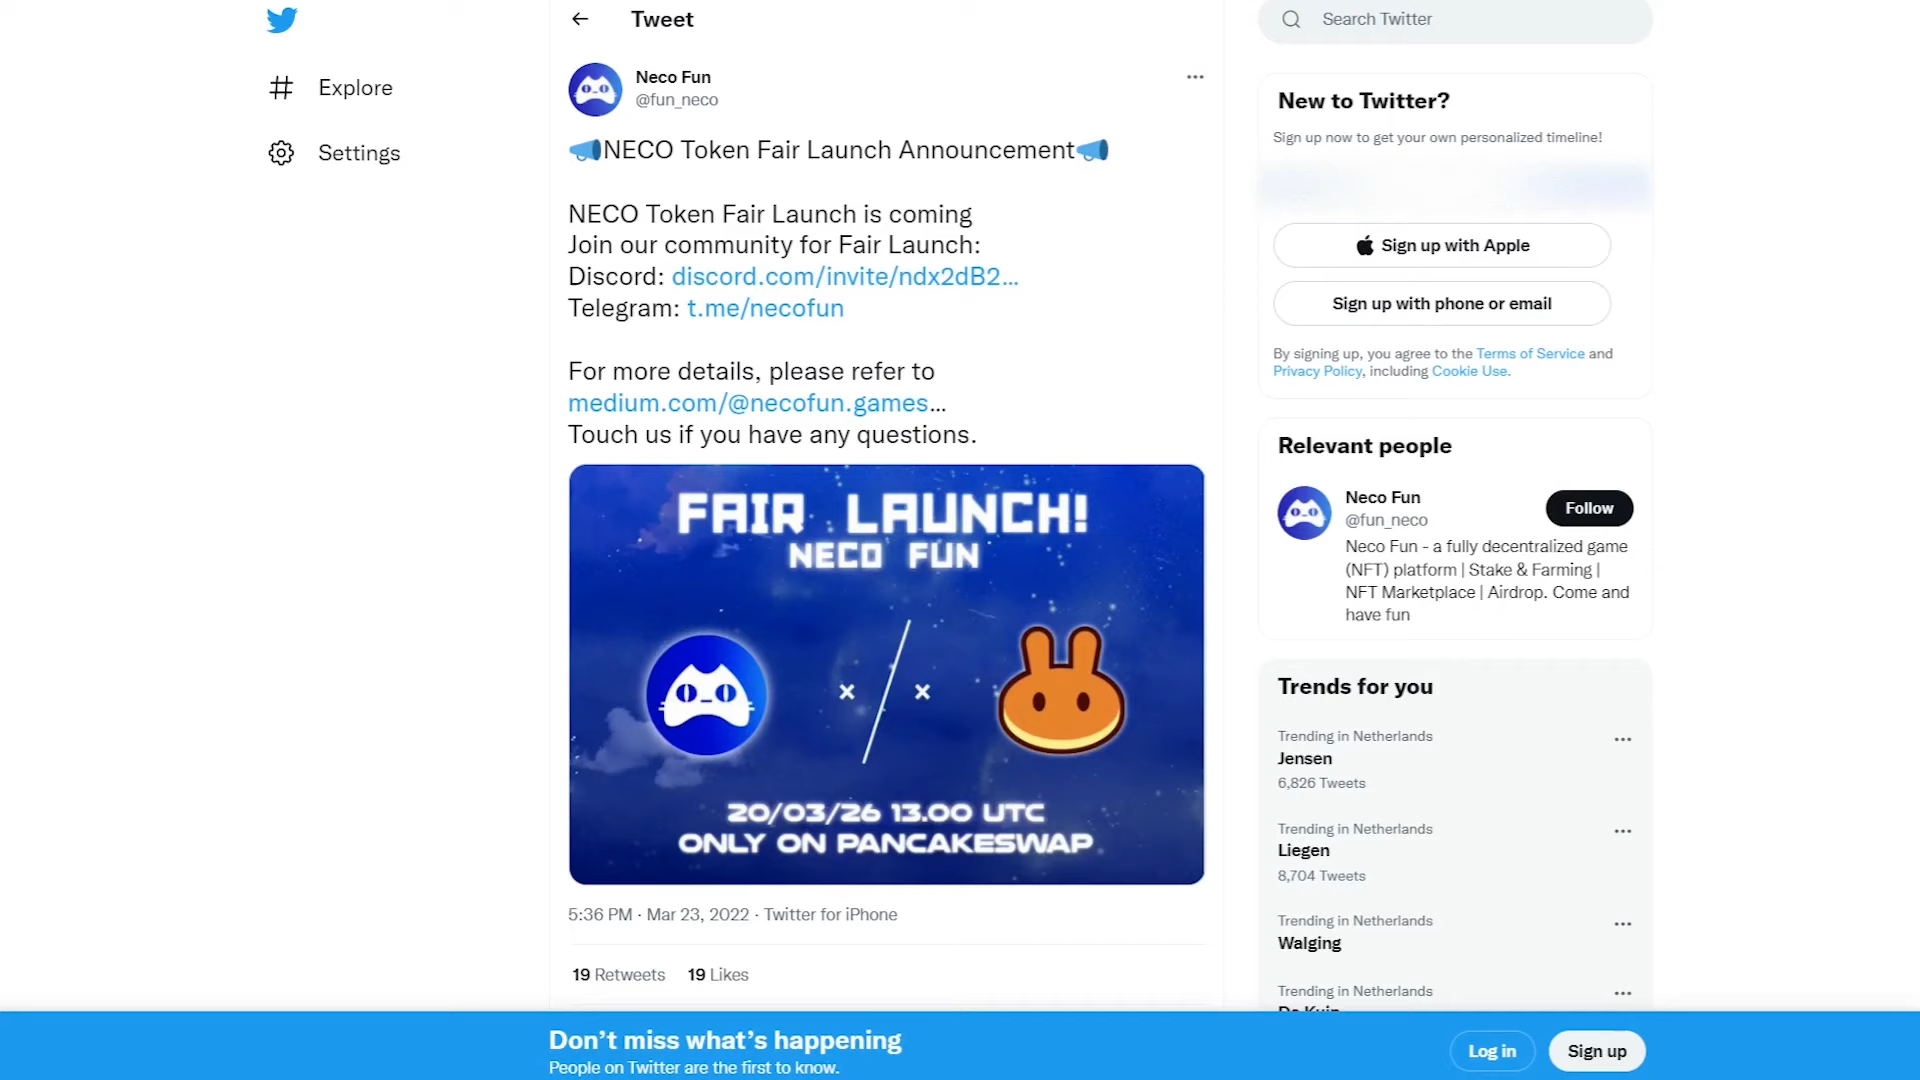 Tweet
Search Twitter
Explore
Settings
Neco Fun
@fun_neco
📣NECO Token Fair Launch Announcement📣
NECO Token Fair Launch is coming
Join our community for Fair Launch:
Discord: discord.com/invite/ndx2dB2...
Telegram: t.me/necofun
For more details, please refer to
medium.com/@necofun.games...
Touch us if you have any questions.
FAIR LAUNCH!
NECO FUN
20/03/26 13.00 UTC
ONLY ON PANCAKESWAP
5:36 PM · Mar 23, 2022 · Twitter for iPhone
19 Retweets 19 Likes
New to Twitter?
Sign up now to get your own personalized timeline!
Sign up with Apple
Sign up with phone or email
By signing up, you agree to the Terms of Service and
Privacy Policy, including Cookie Use.
Relevant people
Neco Fun
@fun_neco
Follow
Neco Fun - a fully decentralized game
(NFT) platform | Stake & Farming |
NFT Marketplace | Airdrop. Come and
have fun
Trends for you
Trending in Netherlands
Jensen
6,826 Tweets
Trending in Netherlands
Liegen
8,704 Tweets
Trending in Netherlands
Walging
Trending in Netherlands
Don't miss what's happening
People on Twitter are the first to know.
Log in
Sign up